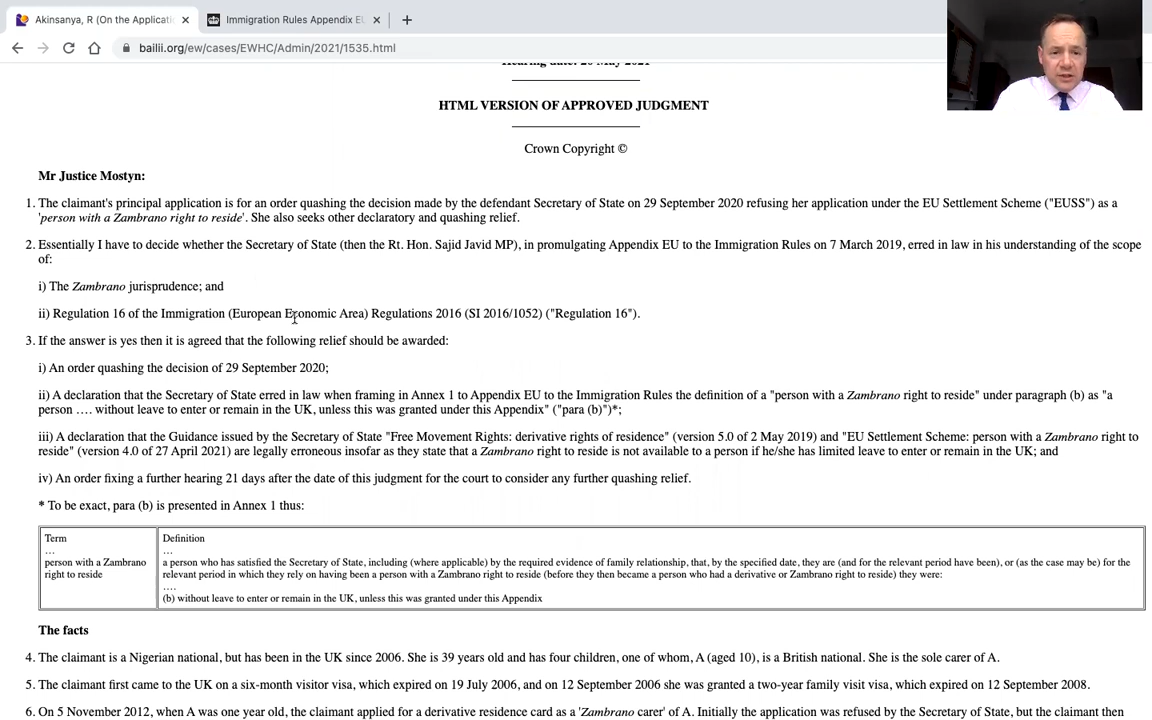 Akinsanya, R (On the Applicati
Immigration Rules Appendix EU
bailii.org/ew/cases/EWHC/Admin/2021/1535.html
Hearing date: 26 May 2021
HTML VERSION OF APPROVED JUDGMENT
Crown Copyright ©
Mr Justice Mostyn:
1. The claimant's principal application is for an order quashing the decision made by the defendant Secretary of State on 29 September 2020 refusing her application under the EU Settlement Scheme ("EUSS") as a
'person with a Zambrano right to reside'. She also seeks other declaratory and quashing relief.
2. Essentially I have to decide whether the Secretary of State (then the Rt. Hon. Sajid Javid MP), in promulgating Appendix EU to the Immigration Rules on 7 March 2019, erred in law in his understanding of the scope
of:
i) The Zambrano jurisprudence; and
ii) Regulation 16 of the Immigration (European Economic Area) Regulations 2016 (SI 2016/1052) ("Regulation 16").
3. If the answer is yes then it is agreed that the following relief should be awarded:
i) An order quashing the decision of 29 September 2020;
ii) A declaration that the Secretary of State erred in law when framing in Annex 1 to Appendix EU to the Immigration Rules the definition of a "person with a Zambrano right to reside" under paragraph (b) as "a
person …. without leave to enter or remain in the UK, unless this was granted under this Appendix" ("para (b)")*;
iii) A declaration that the Guidance issued by the Secretary of State "Free Movement Rights: derivative rights of residence" (version 5.0 of 2 May 2019) and "EU Settlement Scheme: person with a Zambrano right to
reside" (version 4.0 of 27 April 2021) are legally erroneous insofar as they state that a Zambrano right to reside is not available to a person if he/she has limited leave to enter or remain in the UK; and
iv) An order fixing a further hearing 21 days after the date of this judgment for the court to consider any further quashing relief.
* To be exact, para (b) is presented in Annex 1 thus:
Term
…
person with a Zambrano
right to reside
Definition
…
a person who has satisfied the Secretary of State, including (where applicable) by the required evidence of family relationship, that, by the specified date, they are (and for the relevant period have been), or (as the case may be) for the
relevant period in which they rely on having been a person with a Zambrano right to reside (before they then became a person who had a derivative or Zambrano right to reside) they were:
….
(b) without leave to enter or remain in the UK, unless this was granted under this Appendix
The facts
4. The claimant is a Nigerian national, but has been in the UK since 2006. She is 39 years old and has four children, one of whom, A (aged 10), is a British national. She is the sole carer of A.
5. The claimant first came to the UK on a six-month visitor visa, which expired on 19 July 2006, and on 12 September 2006 she was granted a two-year family visit visa, which expired on 12 September 2008.
6. On 5 November 2012, when A was one year old, the claimant applied for a derivative residence card as a 'Zambrano carer' of A. Initially the application was refused by the Secretary of State, but the claimant then